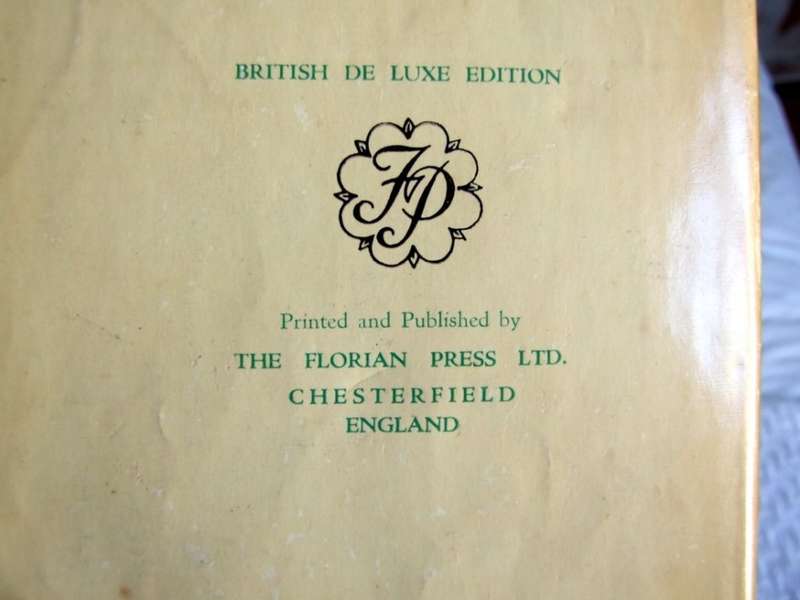 BRITISH DE LUXE EDITION
FP
Printed and Published by
THE FLORIAN PRESS LTD.
CHESTERFIELD
ENGLAND